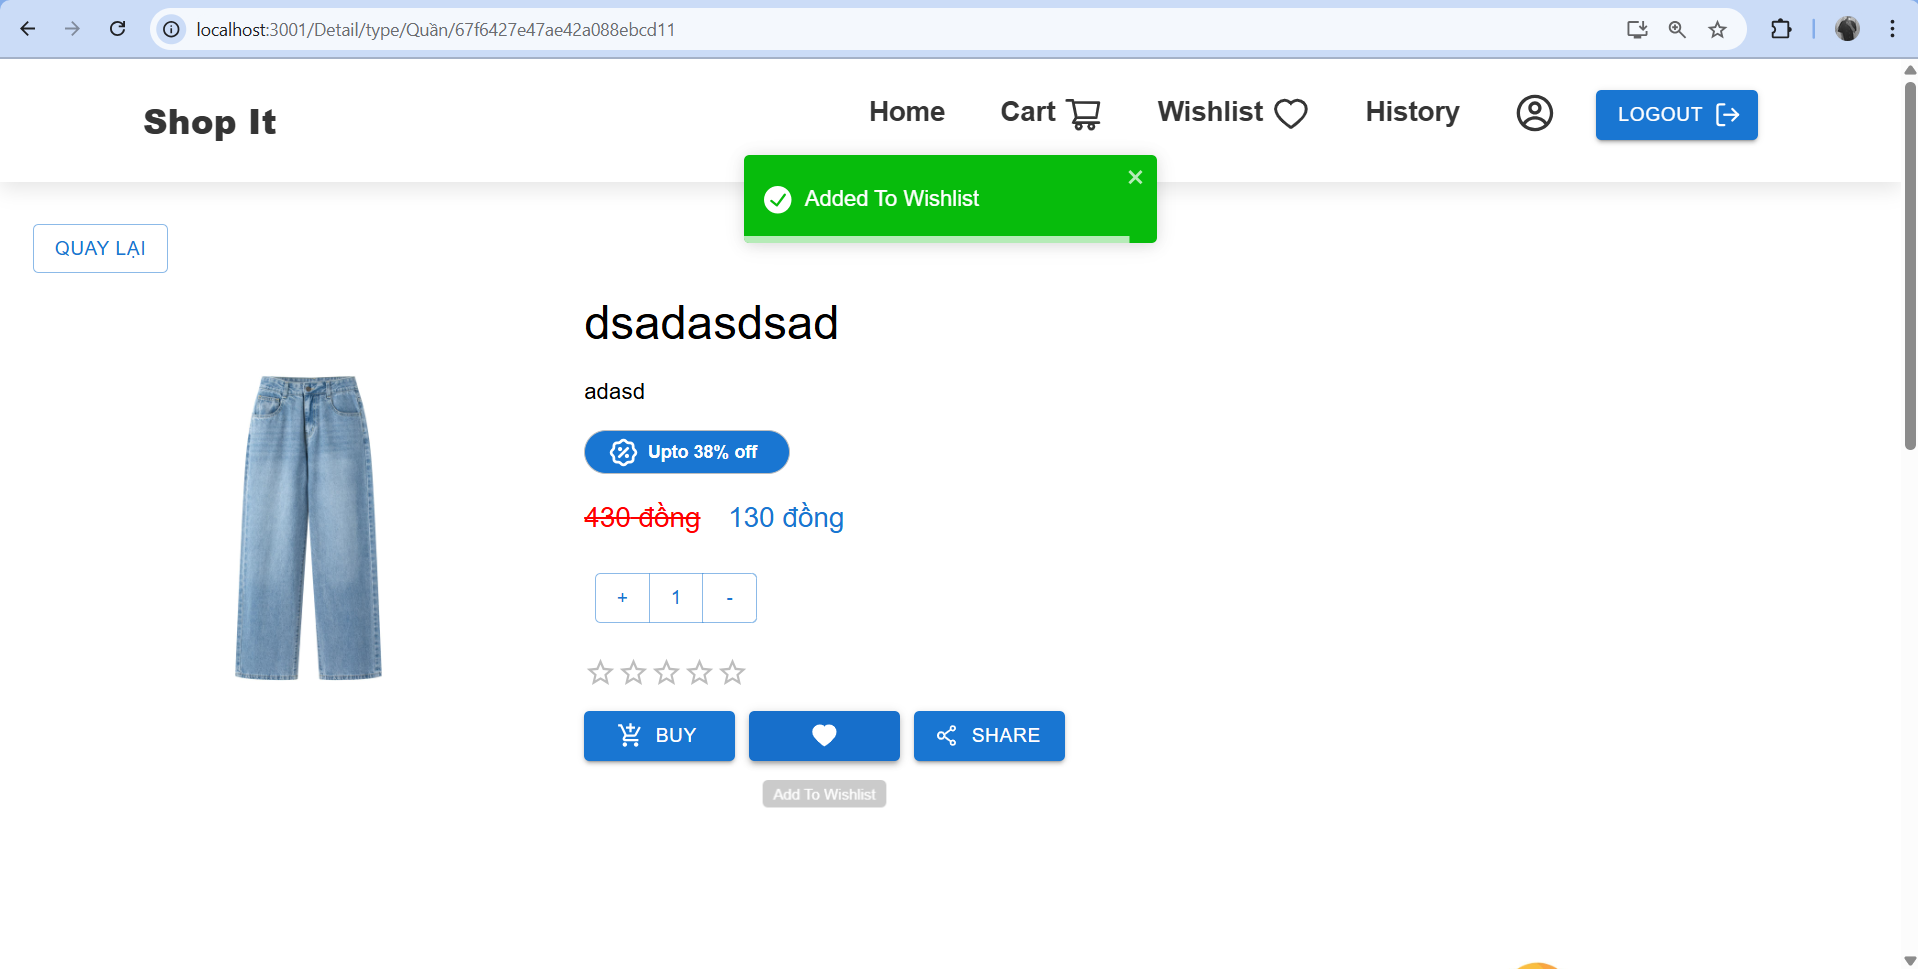 localhost:3001/Detail/type/Quần/67f6427e47ae42a088ebcd11
Shop It
Home
Cart
Wishlist
History
LOGOUT
Added To Wishlist
QUAY LẠI
dsadasdsad
adasd
Upto 38% off
430 đồng 130 đồng
+ 1 -
BUY
SHARE
Add To Wishlist